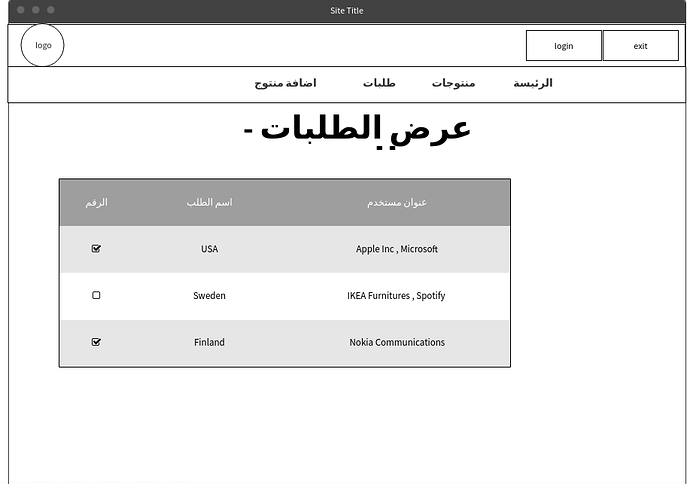 Site Title
logo
login
exit
الرئيسة
منتوجات
طلبات
اضافة منتوج
عرض الطلبات -
الرقم
اسم الطلب
عنوان مستخدم
USA
Apple Inc , Microsoft
Sweden
IKEA Furnitures , Spotify
Finland
Nokia Communications